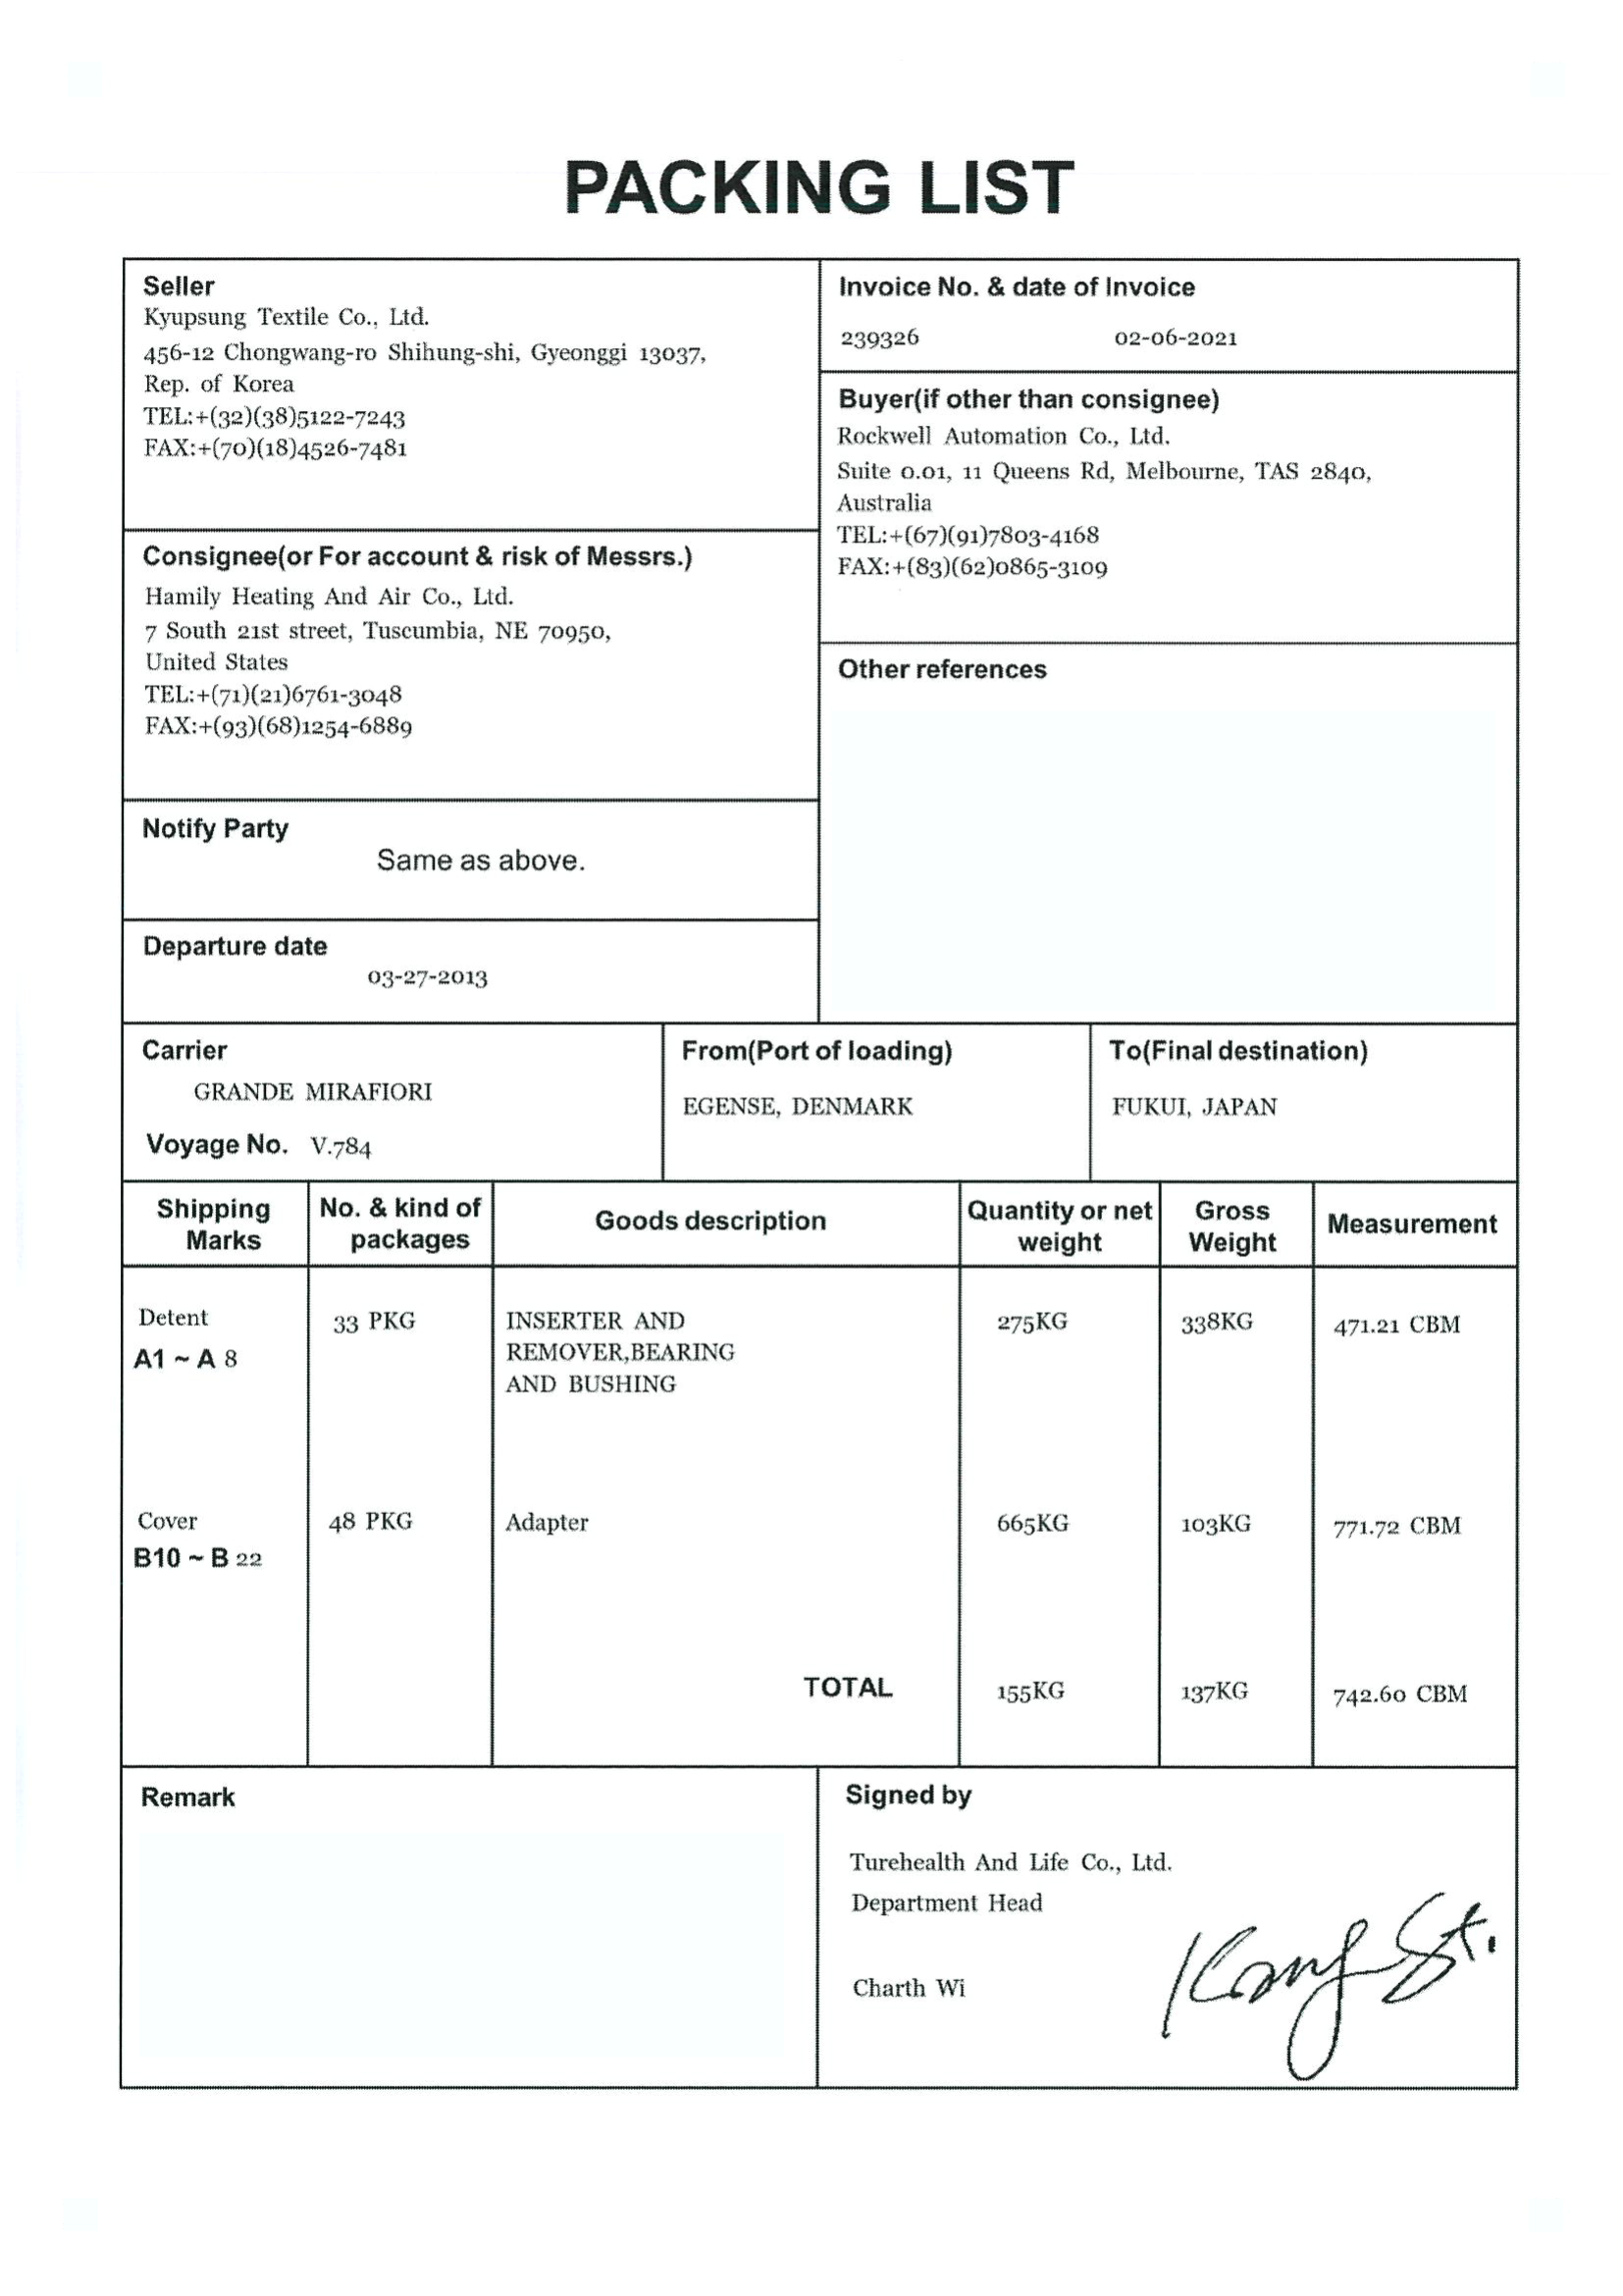 PACKING LIST
Seller
Kyupsung Textile Co., Ltd.
456-12 Chongwang-ro Shihung-shi, Gyeonggi 13037,
Rep. of Korea
TEL:+(32)(38)5122-7243
FAX:+(70)(18)4526-7481
Invoice No. & date of Invoice
239326 02-06-2021
Buyer(if other than consignee)
Rockwell Automation Co., Ltd.
Suite 0.01, 11 Queens Rd, Melbourne, TAS 2840,
Australia
TEL:+(67)(91)7803-4168
FAX:+(83)(62)0865-3109
Consignee(or For account & risk of Messrs.)
Hamily Heating And Air Co., Ltd.
7 South 21st street, Tuscumbia, NE 70950,
United States
TEL:+(71)(21)6761-3048
FAX:+(93)(68)1254-6889
Other references
Notify Party
Same as above.
Departure date
03-27-2013
Carrier
GRANDE MIRAFIORI
Voyage No. V.784
From(Port of loading)
EGENSE, DENMARK
To(Final destination)
FUKUI, JAPAN
Shipping
Marks
No. & kind of
packages
Goods description
Quantity or net
weight
Gross
Weight
Measurement
Detent
A1 ~ A 8
33 PKG
INSERTER AND
REMOVER,BEARING
AND BUSHING
275KG
338KG
471.21 CBM
Cover
B10 ~ B 22
48 PKG
Adapter
665KG
103KG
771.72 CBM
TOTAL 155KG 137KG 742.60 CBM
Remark
Signed by
Turehealth And Life Co., Ltd.
Department Head
Charth Wi